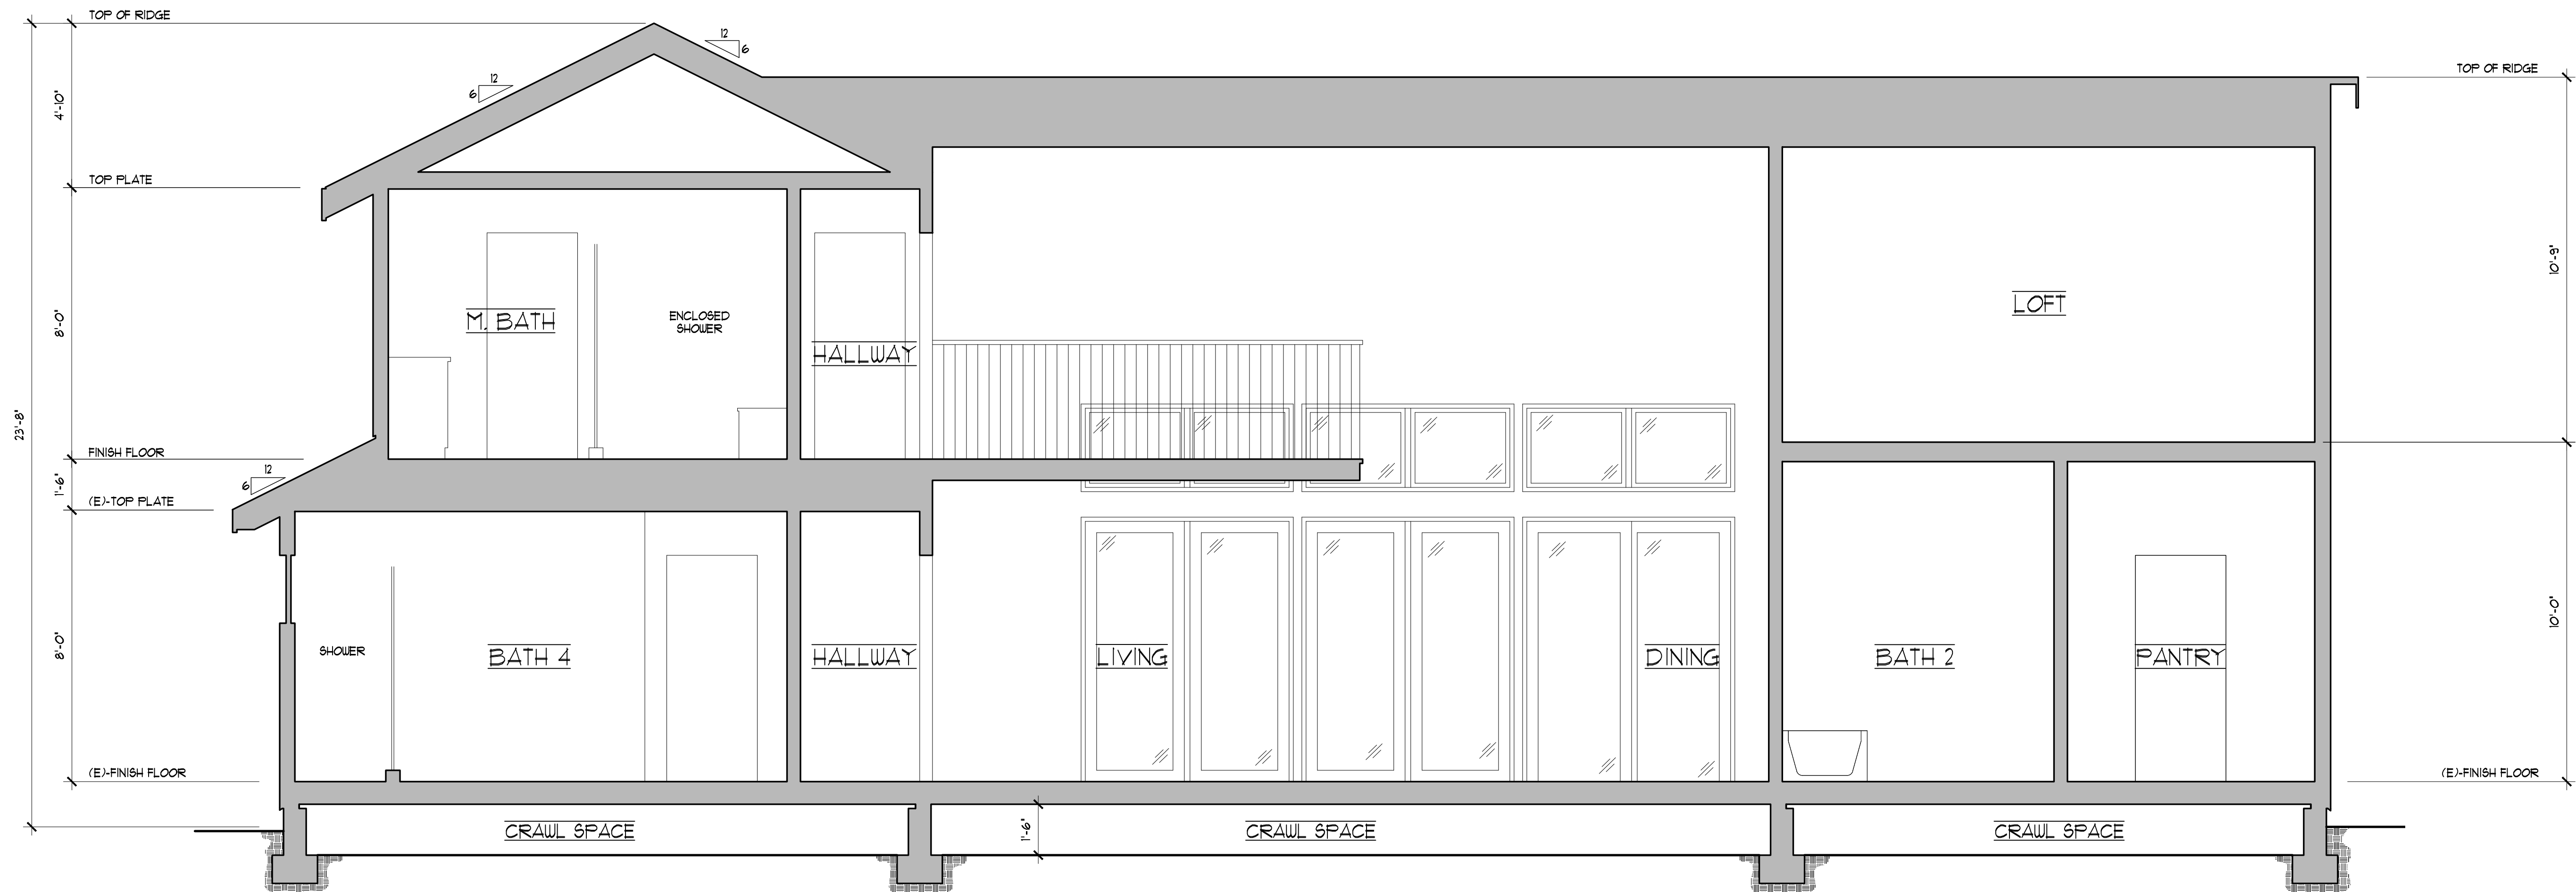 TOP OF RIDGE
12
6
12
6
TOP OF RIDGE
4'-10"
TOP PLATE
8'-0"
10'-9"
M. BATH
ENCLOSED
SHOWER
HALLWAY
LOFT
23'-8"
FINISH FLOOR
12
6
1'-6"
(E)-TOP PLATE
8'-0"
10'-0"
SHOWER
BATH 4
HALLWAY
LIVING
DINING
BATH 2
PANTRY
(E)-FINISH FLOOR
(E)-FINISH FLOOR
CRAWL SPACE
1'-6"
CRAWL SPACE
CRAWL SPACE